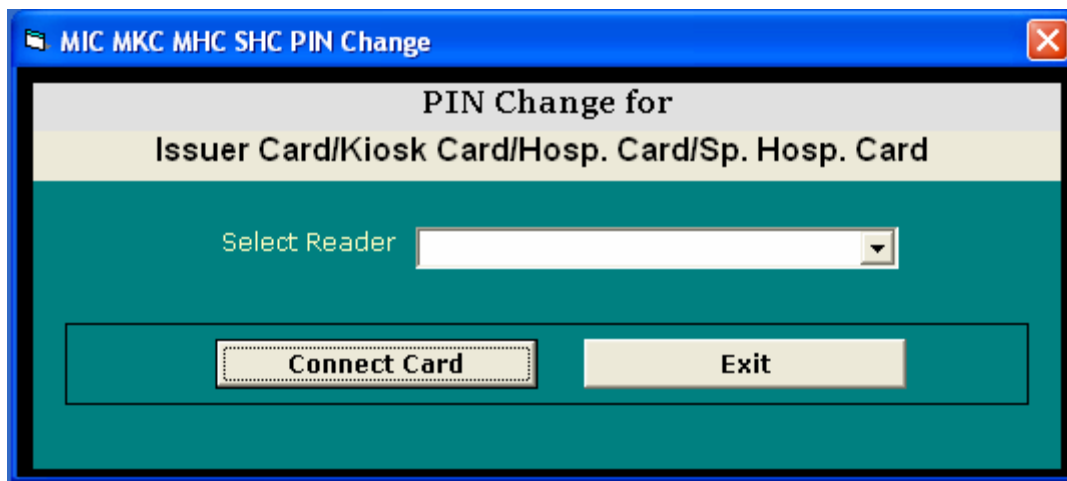 MIC MKC MHC SHC PIN Change
PIN Change for
Issuer Card/Kiosk Card/Hosp. Card/Sp. Hosp. Card
Select Reader
Connect Card Exit